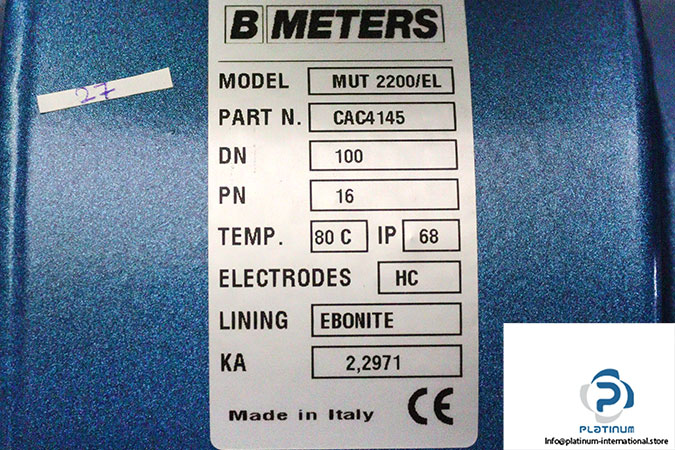 B METERS
27
MODEL MUT 2200/EL
PART N. CAC4145
DN 100
PN 16
TEMP. 80 C IP 68
ELECTRODES HC
LINING EBONITE
KA 2,2971
Made in Italy CE
PLATINUM
Info@platinum-international.store